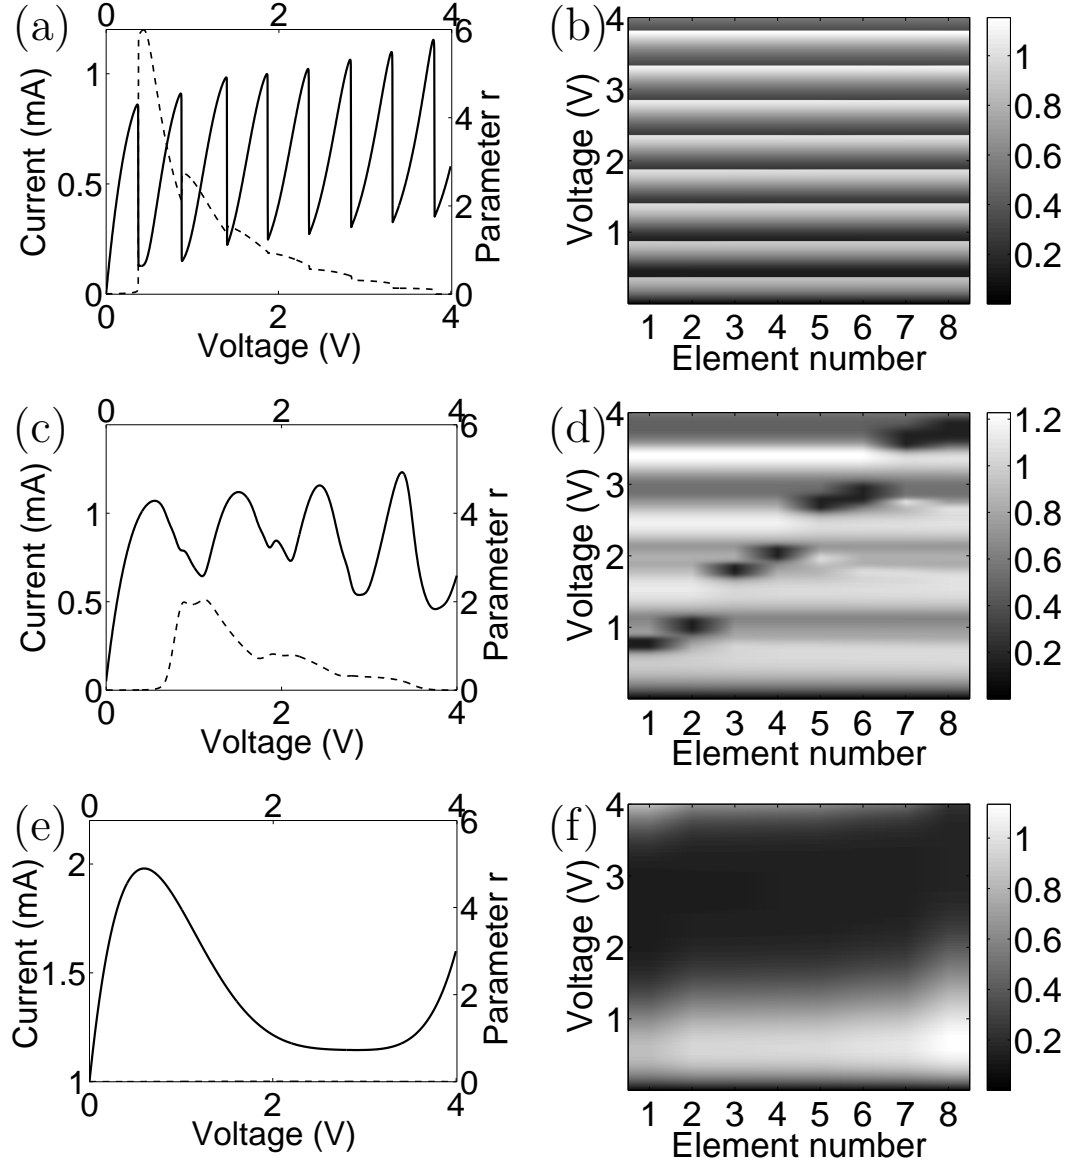 (a)
0 2 4
Current (mA)
1
0.5
0
6
4
2
0
Parameter r
0 2 4
Voltage (V)
(b)
Voltage (V)
4
3
2
1
1 2 3 4 5 6 7 8
Element number
1
0.8
0.6
0.4
0.2
(c)
0 2 4
Current (mA)
1
0.5
0
6
4
2
0
Parameter r
0 2 4
Voltage (V)
(d)
Voltage (V)
4
3
2
1
1 2 3 4 5 6 7 8
Element number
1.2
1
0.8
0.6
0.4
0.2
(e)
0 2 4
Current (mA)
2
1.5
1
6
4
2
0
Parameter r
0 2 4
Voltage (V)
(f)
Voltage (V)
4
3
2
1
1 2 3 4 5 6 7 8
Element number
1
0.8
0.6
0.4
0.2